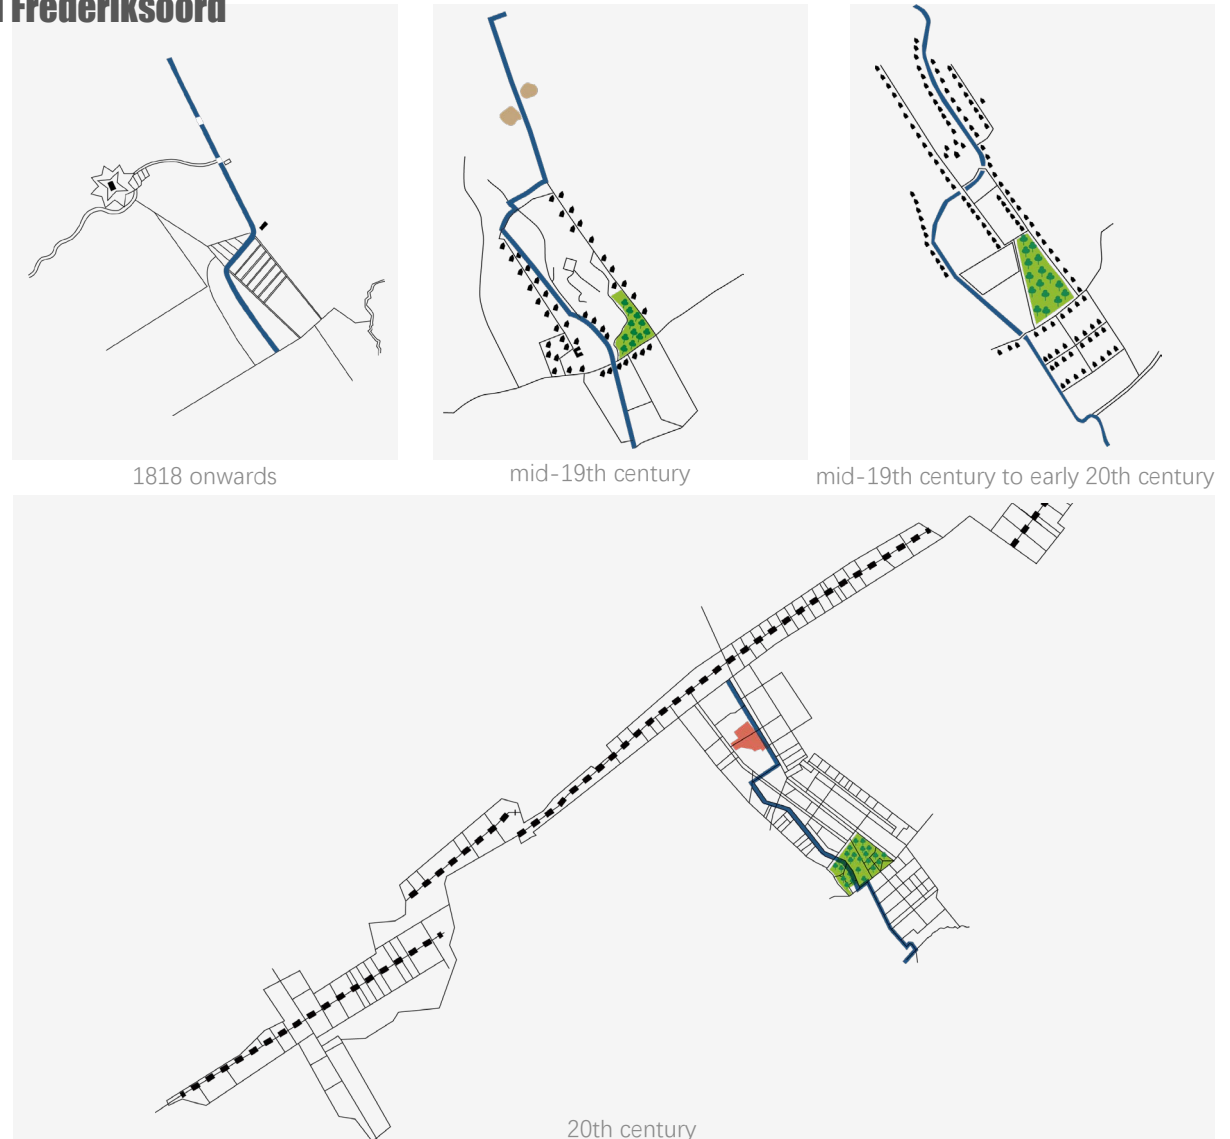 Frederiksoord
1818 onwards
mid-19th century
mid-19th century to early 20th century
20th century